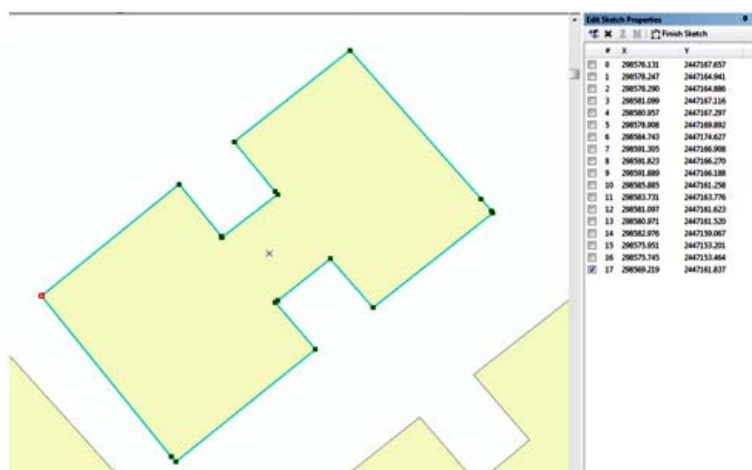 Edit Sketch Properties
Finish Sketch
# X Y
0 298576.131 2447167.657
1 298578.247 2447164.941
2 298578.290 2447164.886
3 298581.099 2447167.116
4 298580.957 2447167.297
5 298578.908 2447169.892
6 298584.743 2447174.627
7 298591.305 2447166.908
8 298591.823 2447166.270
9 298591.889 2447166.188
10 298585.885 2447161.258
11 298583.731 2447163.776
12 298581.097 2447161.623
13 298580.971 2447161.520
14 298582.976 2447159.067
15 298575.951 2447153.201
16 298575.745 2447153.464
17 298569.219 2447161.837